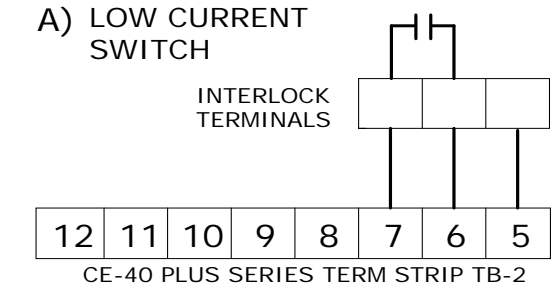 A) LOW CURRENT
SWITCH
INTERLOCK
TERMINALS
12 11 10 9 8 7 6 5
CE-40 PLUS SERIES TERM STRIP TB-2